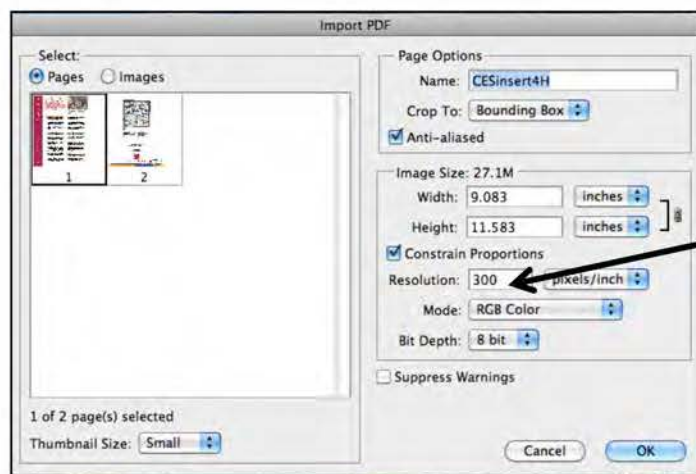 Import PDF
Select:
Pages Images
1 2
1 of 2 page(s) selected
Thumbnail Size: Small
Page Options
Name: CESinsert4H
Crop To: Bounding Box
Anti-aliased
Image Size: 27.1M
Width: 9.083 inches
Height: 11.583 inches
Constrain Proportions
Resolution: 300 pixels/inch
Mode: RGB Color
Bit Depth: 8 bit
Suppress Warnings
Cancel OK